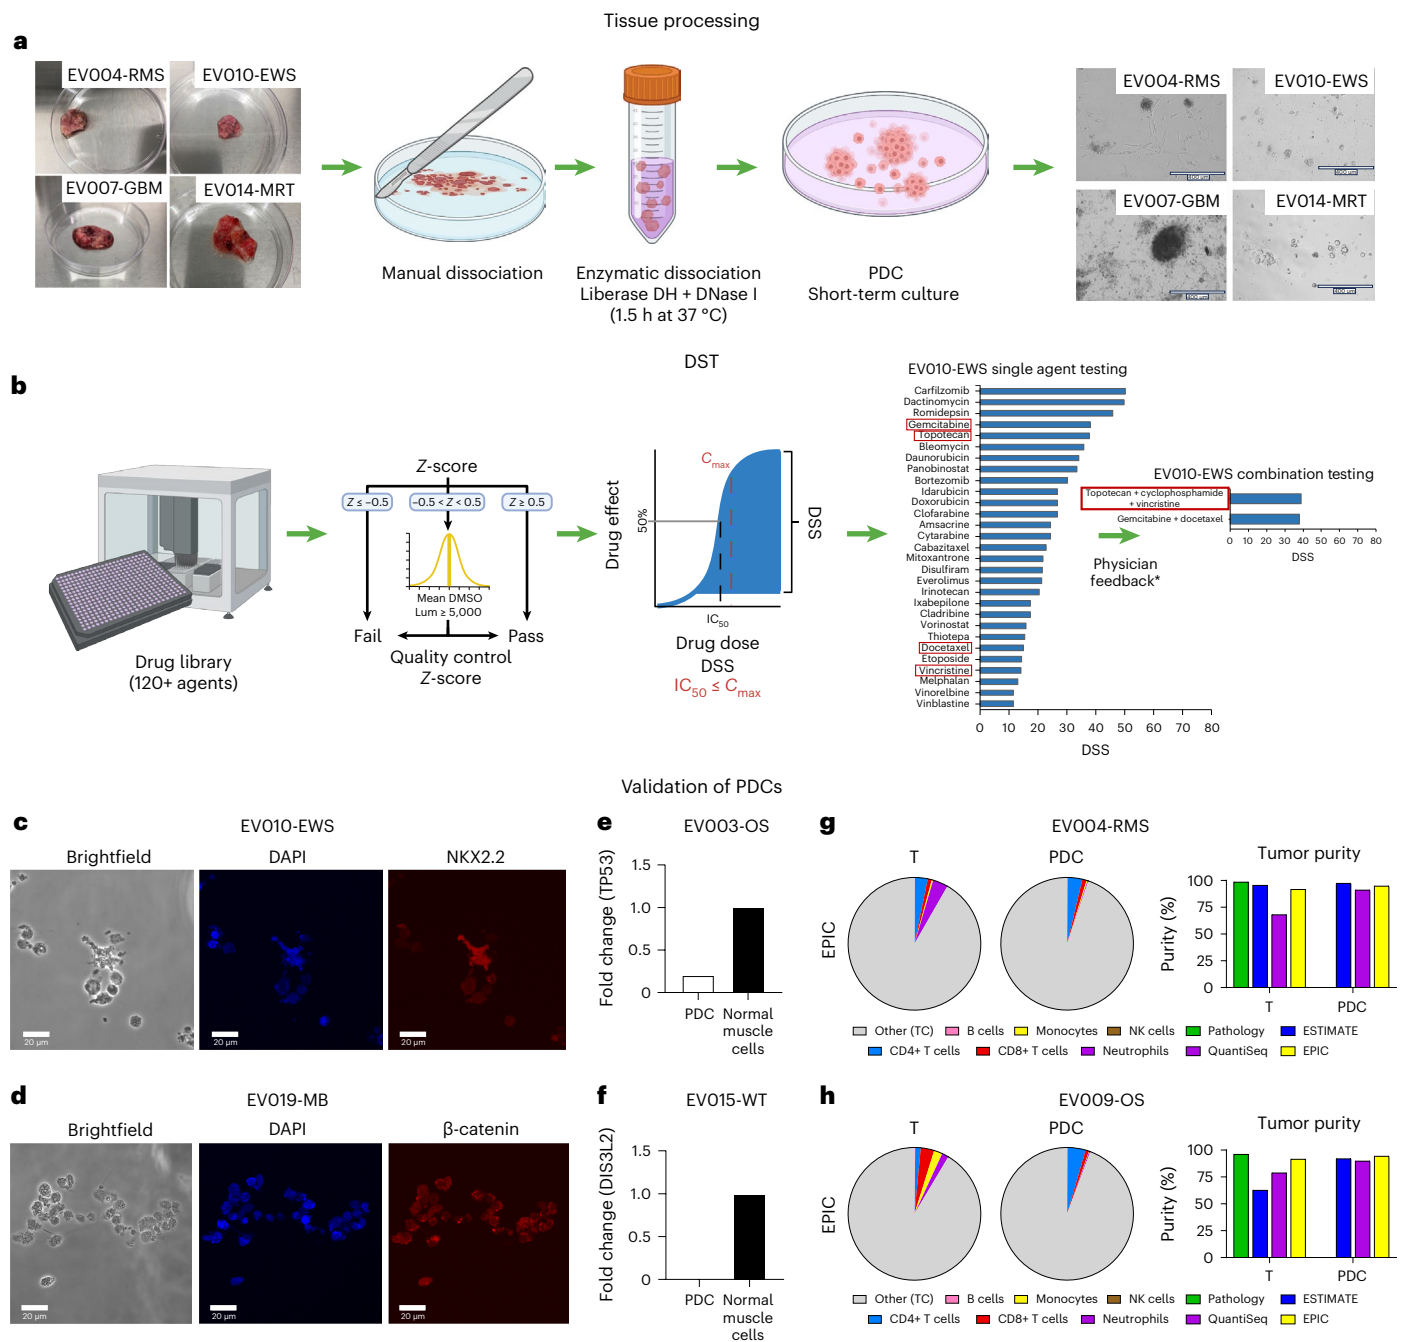 Tissue processing
a
EV004-RMS
EV010-EWS
EV007-GBM
EV014-MRT
Manual dissociation
Enzymatic dissociation
Liberase DH + DNase I
(1.5 h at 37 °C)
PDC
Short-term culture
EV004-RMS
EV010-EWS
400 µm
400 µm
EV007-GBM
EV014-MRT
400 µm
400 µm
DST
b
Drug library
(120+ agents)
Z-score
Z ≤ −0.5
−0.5 < Z < 0.5
Z ≥ 0.5
Mean DMSO
Lum ≥ 5,000
Fail
Pass
Quality control
Z-score
Drug effect
50%
Cmax
DSS
IC50
Drug dose
DSS
IC50 ≤ Cmax
EV010-EWS single agent testing
Carfilzomib
Dactinomycin
Romidepsin
Gemcitabine
Topotecan
Bleomycin
Daunorubicin
Panobinostat
Bortezomib
Idarubicin
Doxorubicin
Clofarabine
Amsacrine
Cytarabine
Cabazitaxel
Mitoxantrone
Disulfiram
Everolimus
Irinotecan
Ixabepilone
Cladribine
Vorinostat
Thiotepa
Docetaxel
Etoposide
Vincristine
Melphalan
Vinorelbine
Vinblastine
0 10 20 30 40 50 60 70 80
DSS
Physician
feedback*
EV010-EWS combination testing
Topotecan + cyclophosphamide
+ vincristine
Gemcitabine + docetaxel
0 10 20 30 40 50 60 70 80
DSS
Validation of PDCs
c
EV010-EWS
Brightfield
DAPI
NKX2.2
20 µm
20 µm
20 µm
d
EV019-MB
Brightfield
DAPI
β-catenin
20 µm
20 µm
20 µm
e
EV003-OS
Fold change (TP53)
1.5
1.0
0.5
0
PDC
Normal
muscle
cells
f
EV015-WT
Fold change (DIS3L2)
1.5
1.0
0.5
0
PDC
Normal
muscle
cells
g
EV004-RMS
T
PDC
EPIC
Tumor purity
Purity (%)
100
75
50
25
0
T
PDC
Other (TC)
B cells
Monocytes
NK cells
Pathology
ESTIMATE
CD4+ T cells
CD8+ T cells
Neutrophils
QuantiSeq
EPIC
h
EV009-OS
T
PDC
EPIC
Tumor purity
Purity (%)
100
75
50
25
0
T
PDC
Other (TC)
B cells
Monocytes
NK cells
Pathology
ESTIMATE
CD4+ T cells
CD8+ T cells
Neutrophils
QuantiSeq
EPIC